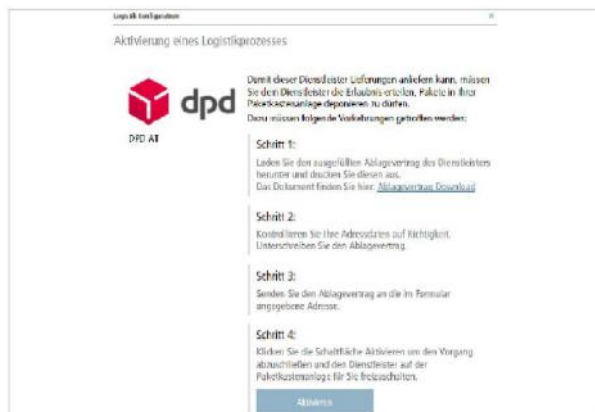 Logistik Konfigurator
Aktivierung eines Logistikprozesses
dpd
DPD AT
Damit dieser Dienstleister Lieferungen anliefern kann, müssen
Sie dem Dienstleister die Erlaubnis erteilen, Pakete in Ihrer
Paketkastenanlage deponieren zu dürfen.
Dazu müssen folgende Vorkehrungen getroffen werden:
Schritt 1:
Laden Sie den ausgefüllten Ablagevertrag des Dienstleisters
herunter und drucken Sie diesen aus.
Das Dokument finden Sie hier: Ablagevertrag Download
Schritt 2:
Kontrollieren Sie Ihre Adressdaten auf Richtigkeit.
Unterschreiben Sie den Ablagevertrag.
Schritt 3:
Senden Sie den Ablagevertrag an die im Formular
angegebene Adresse.
Schritt 4:
Klicken Sie die Schaltfläche Aktivieren um den Vorgang
abzuschließen und den Dienstleister auf der
Paketkastenanlage für Sie freizuschalten.
Aktivieren